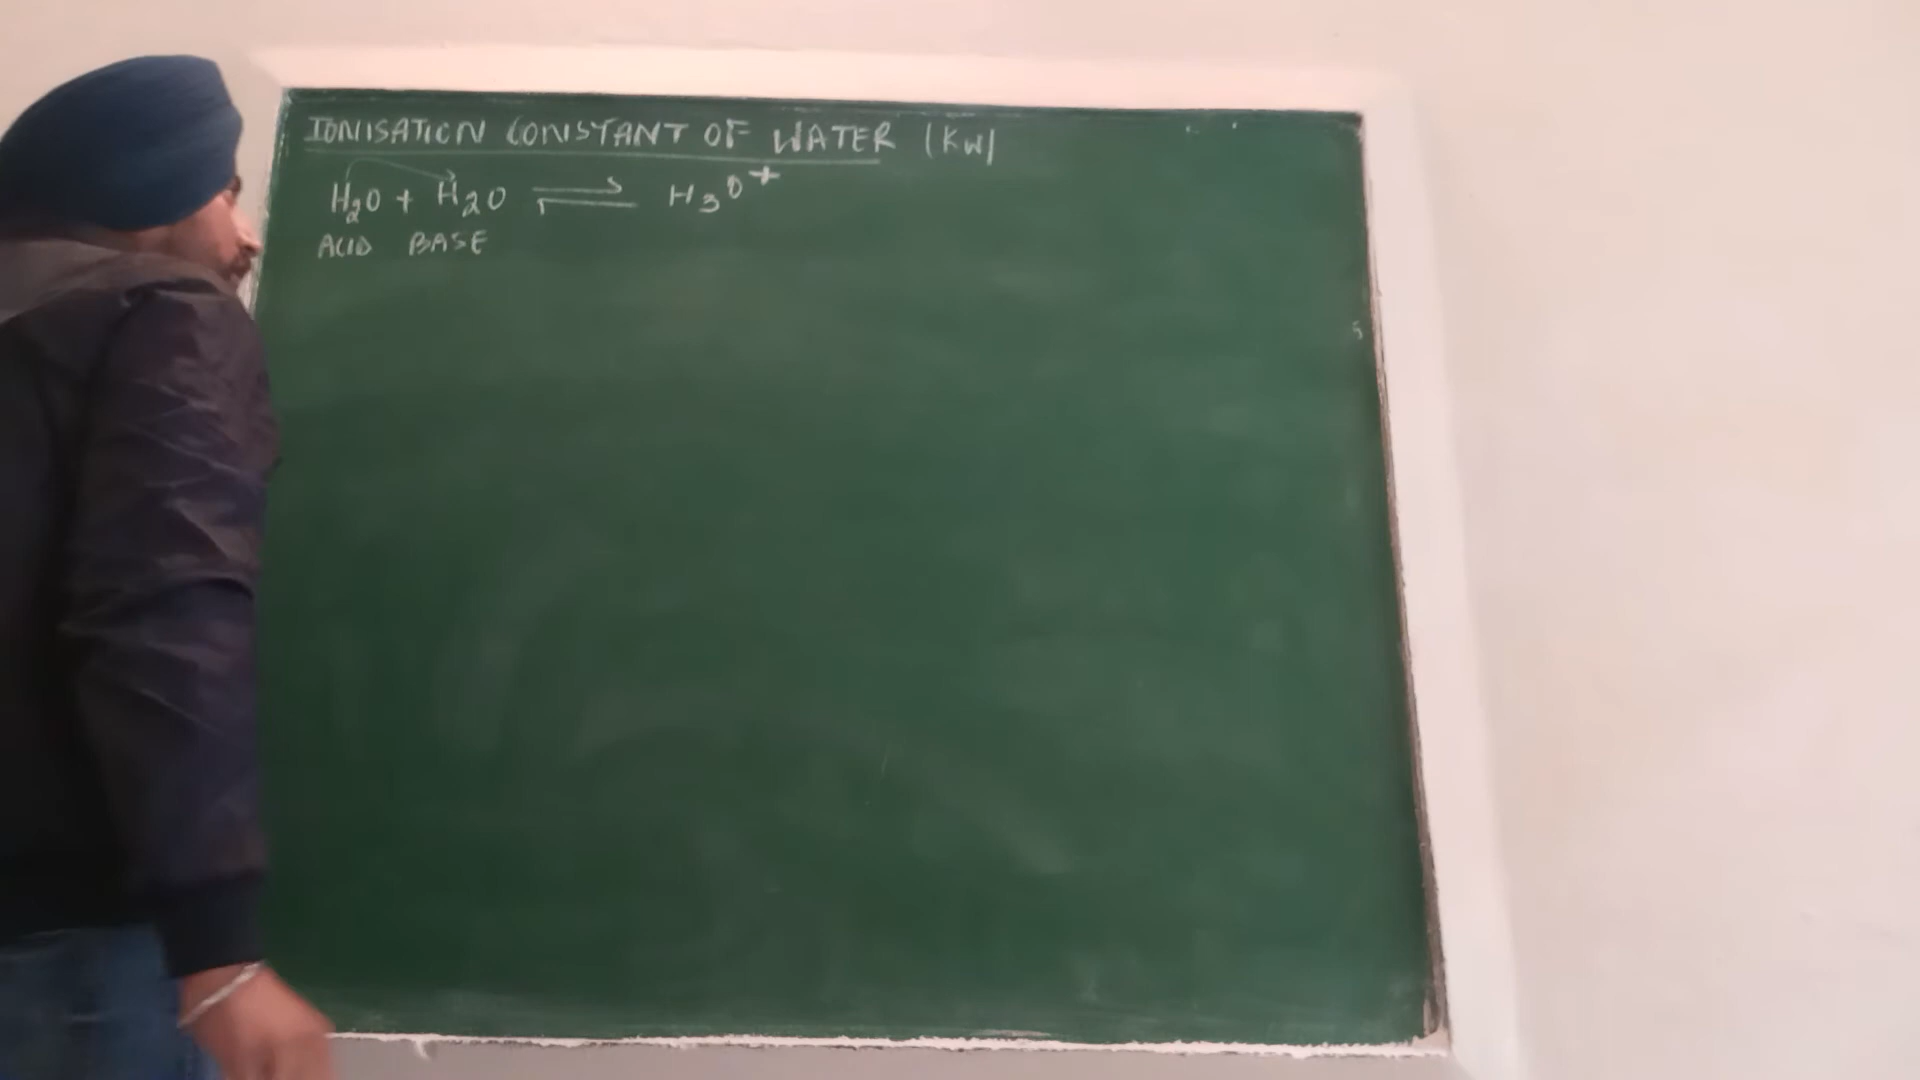 IONISATION CONSTANT OF WATER (Kw)
H₂O + H₂O ⇌ H₃O⁺
ACID BASE